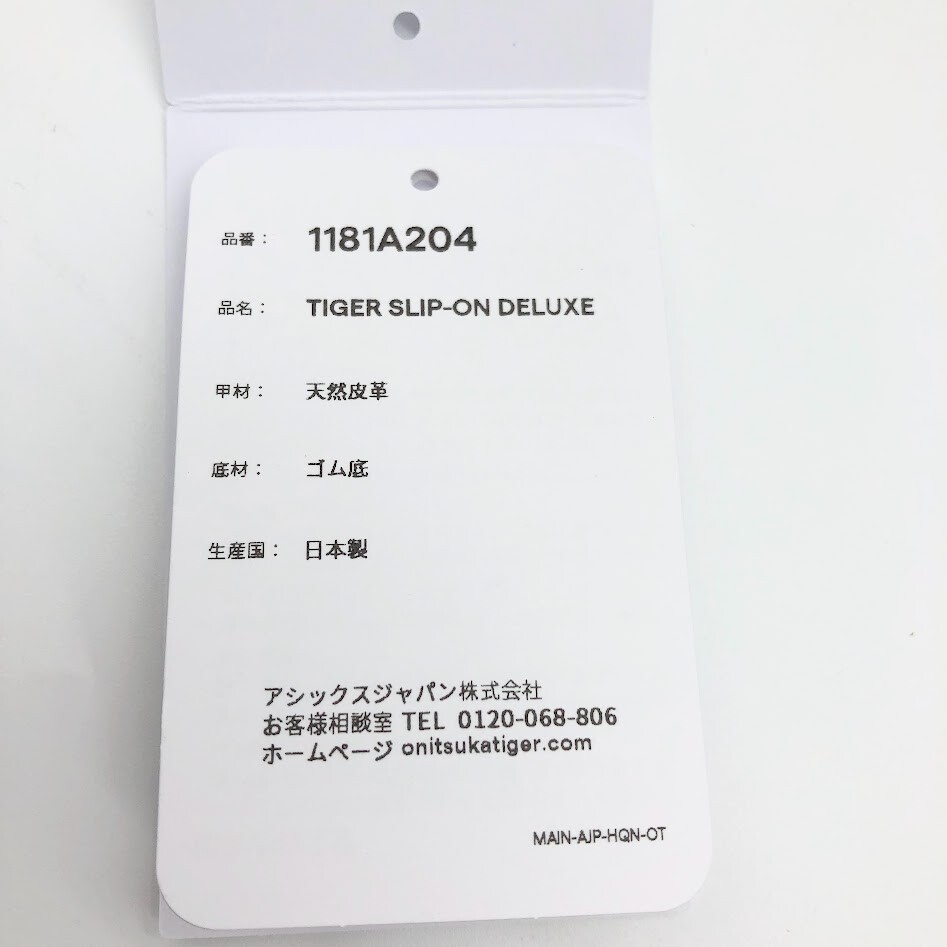 品番： 1181A204
品名： TIGER SLIP-ON DELUXE
甲材： 天然皮革
底材： ゴム底
生産国： 日本製
アシックスジャパン株式会社
お客様相談室 TEL 0120-068-806
ホームページ onitsukatiger.com
MAIN-AJP-HQN-OT